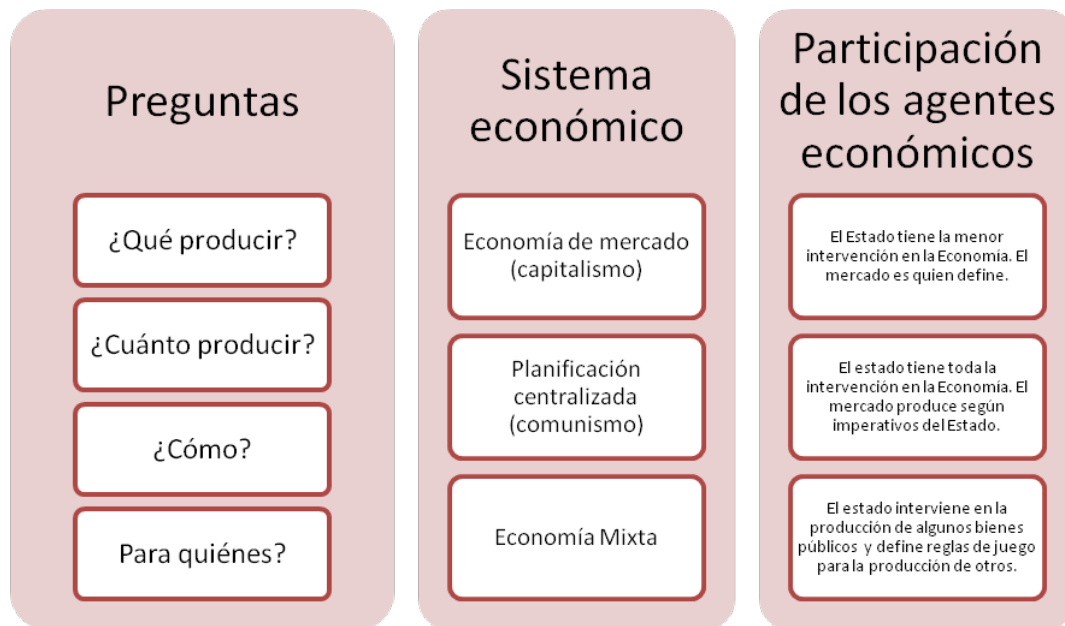 Preguntas
¿Qué producir?
¿Cuánto producir?
¿Cómo?
Para quiénes?
Sistema
económico
Economía de mercado
(capitalismo)
Planificación
centralizada
(comunismo)
Economía Mixta
Participación
de los agentes
económicos
El Estado tiene la menor
intervención en la Economía. El
mercado es quien define.
El estado tiene toda la
intervención en la Economía. El
mercado produce según
imperativos del Estado.
El estado interviene en la
producción de algunos bienes
públicos y define reglas de juego
para la producción de otros.